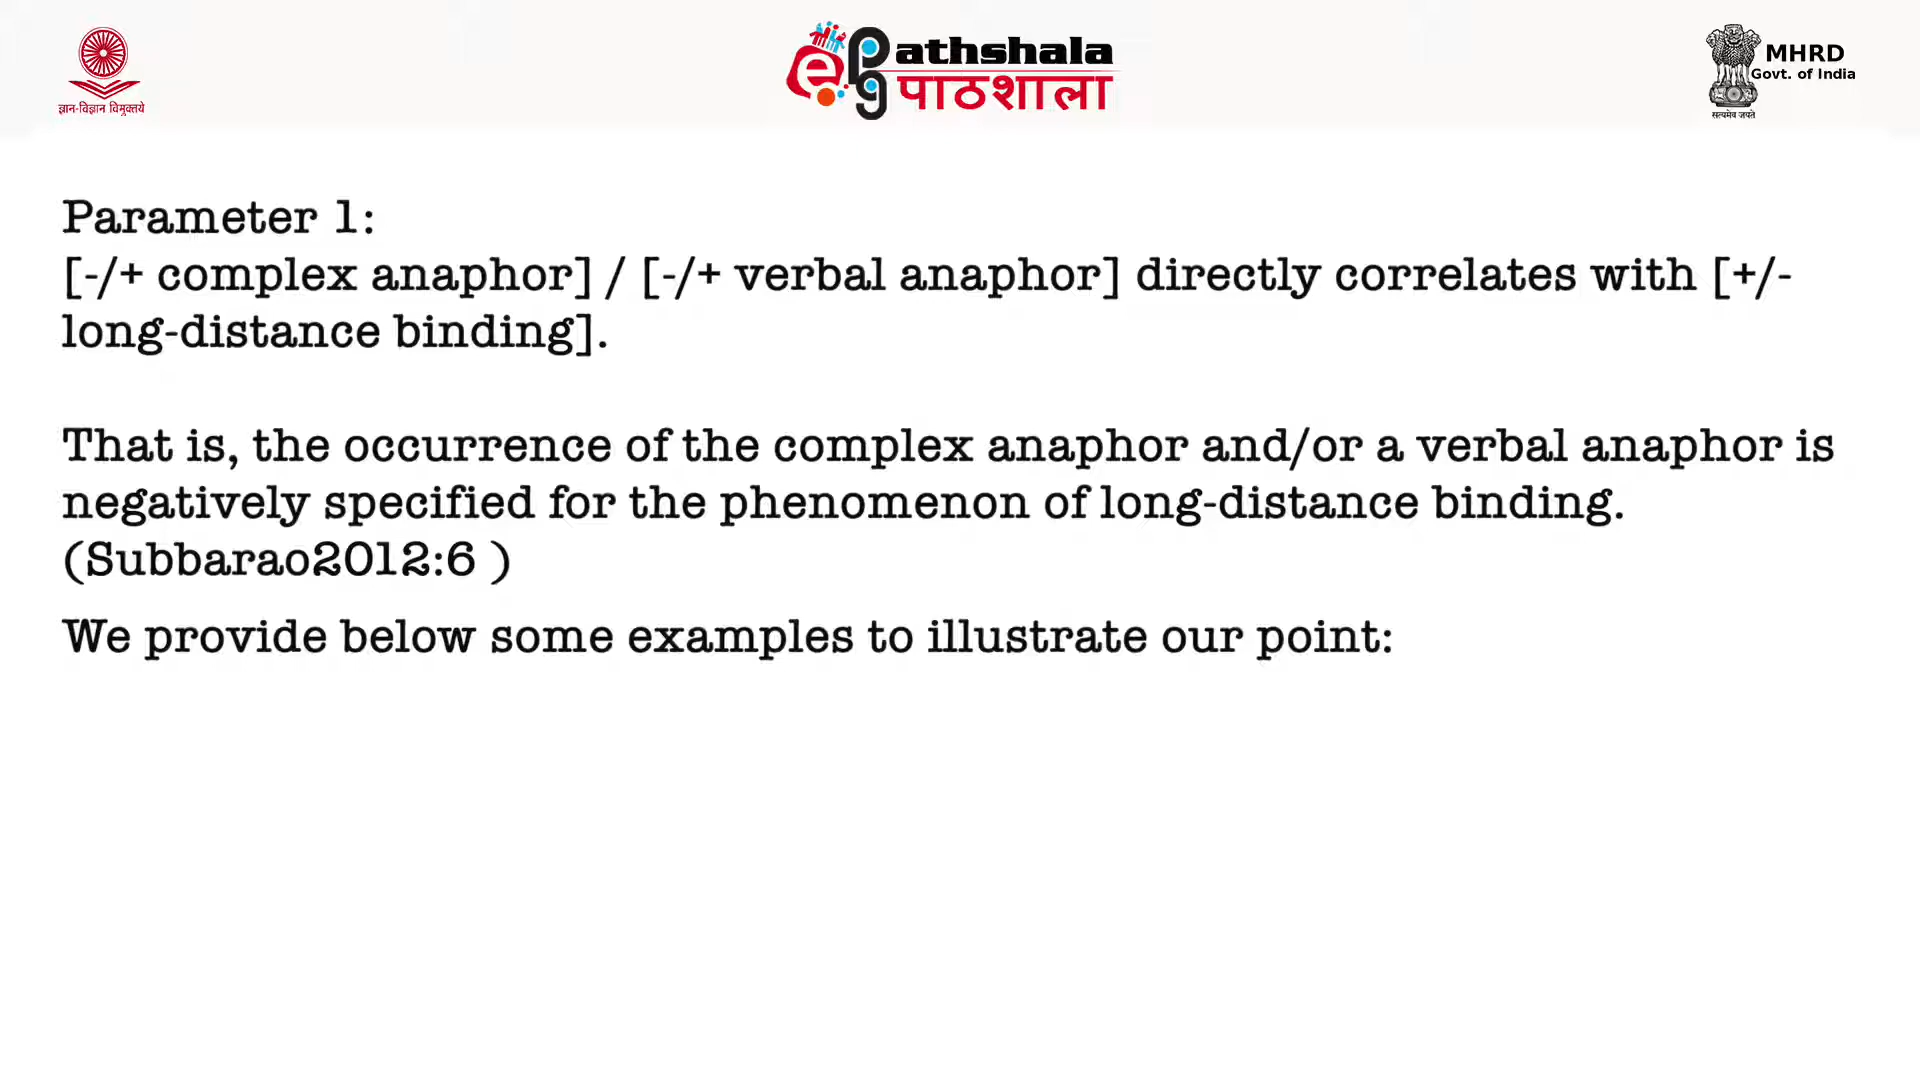 ज्ञान-विज्ञान विमुक्तये
e PG athshala
पाठशाला
MHRD
Govt. of India
सत्यमेव जयते
Parameter 1:
[-/+ complex anaphor] / [-/+ verbal anaphor] directly correlates with [+/-
long-distance binding].
That is, the occurrence of the complex anaphor and/or a verbal anaphor is
negatively specified for the phenomenon of long-distance binding.
(Subbarao2012:6 )
We provide below some examples to illustrate our point: